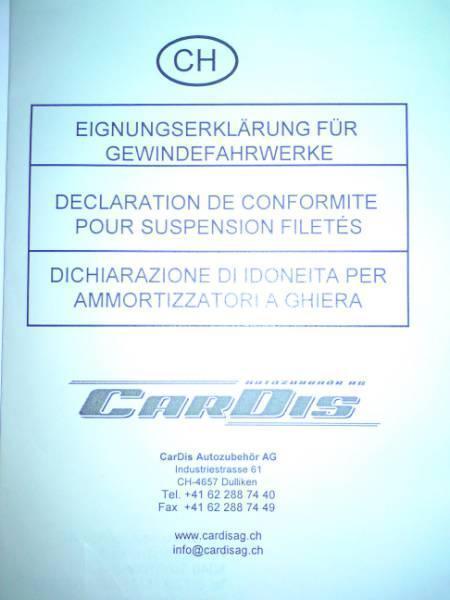 CH
EIGNUNGSERKLÄRUNG FÜR
GEWINDEFAHRWERKE
DECLARATION DE CONFORMITE
POUR SUSPENSION FILETÉS
DICHIARAZIONE DI IDONEITA PER
AMMORTIZZATORI A GHIERA
AUTOZUBEHÖR AG
CARDIS
CarDis Autozubehör AG
Industriestrasse 61
CH-4657 Dulliken
Tel. +41 62 288 74 40
Fax +41 62 288 74 49
www.cardisag.ch
info@cardisag.ch